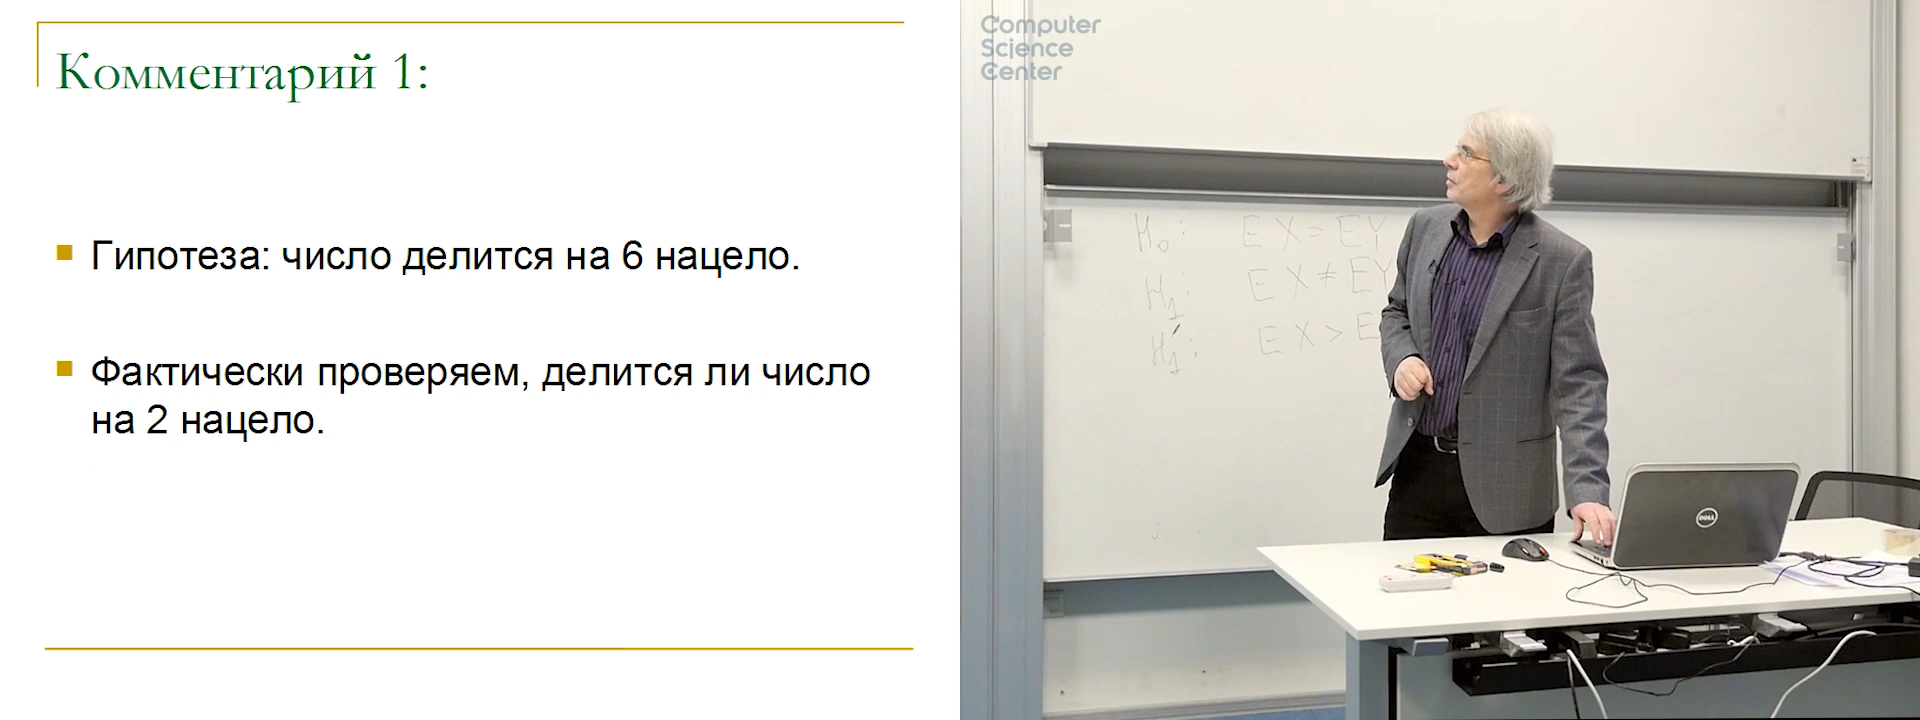 Комментарий 1:
Гипотеза: число делится на 6 нацело.
Фактически проверяем, делится ли число
на 2 нацело.
Computer
Science
Center
H₀: EX = EY
H₁: EX ≠ EY
H₁': EX > E
DELL